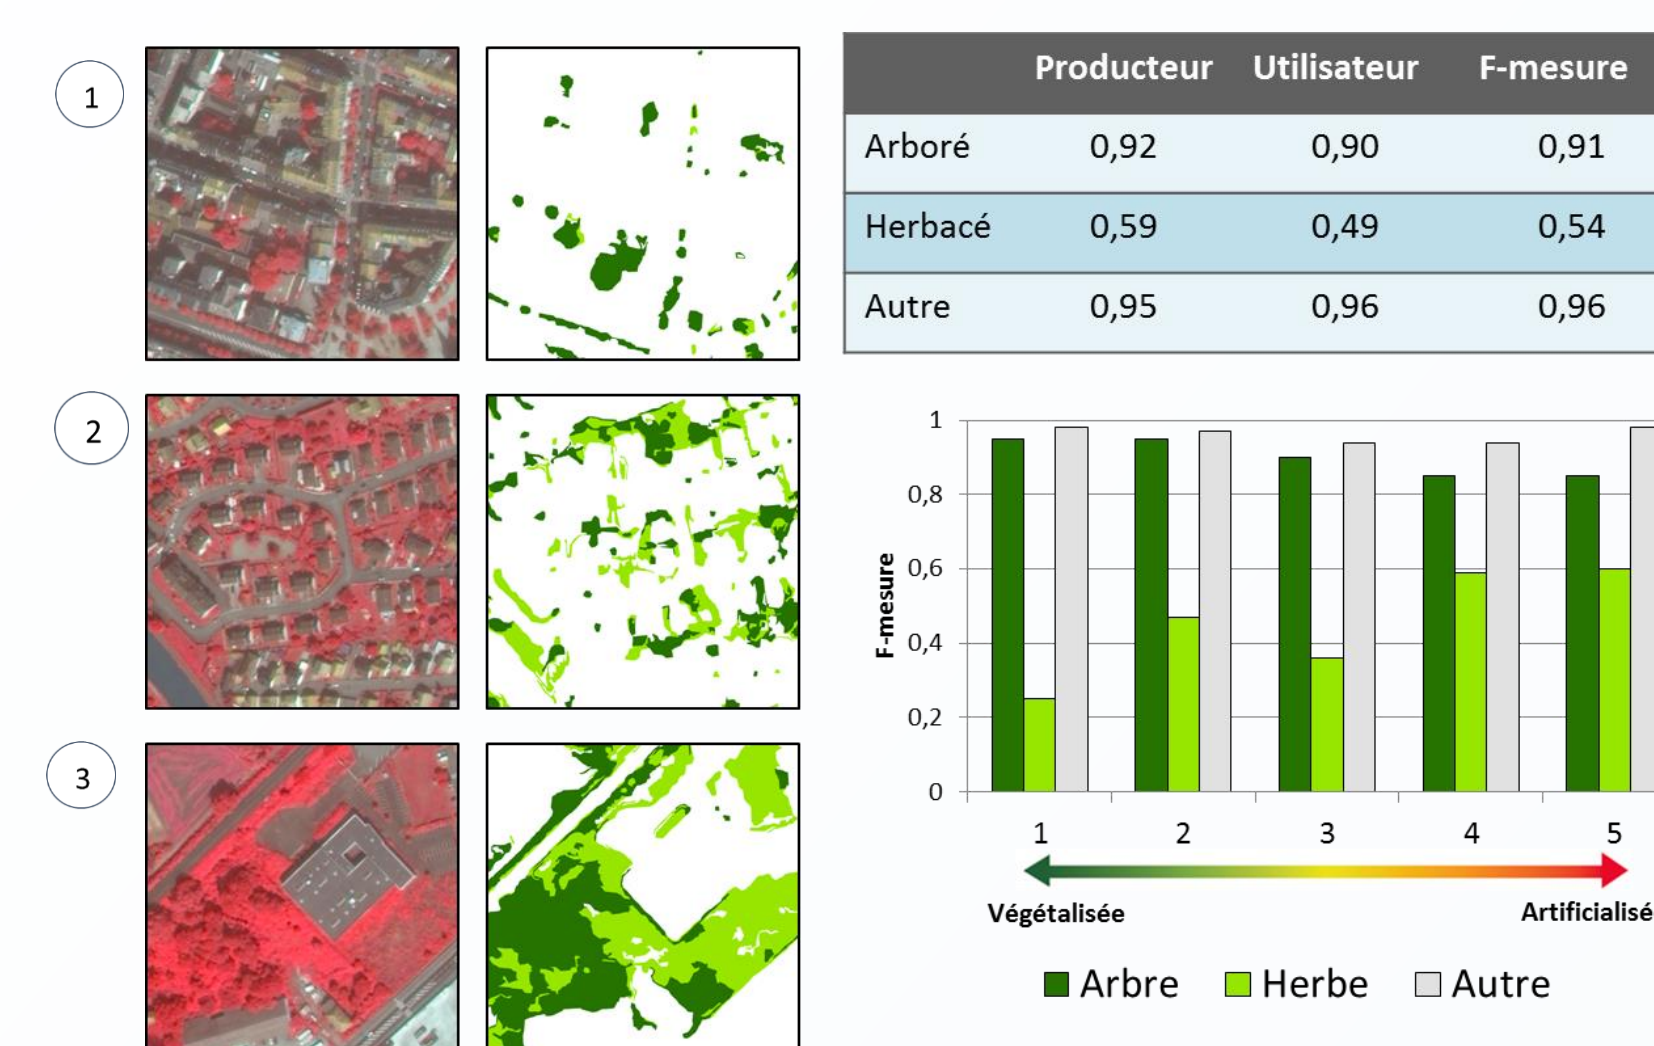 1
2
3
Producteur Utilisateur F-mesure
Arboré 0,92 0,90 0,91
Herbacé 0,59 0,49 0,54
Autre 0,95 0,96 0,96
F-mesure
1
0,8
0,6
0,4
0,2
0
1 2 3 4 5
Végétalisée Artificialisé
Arbre Herbe Autre